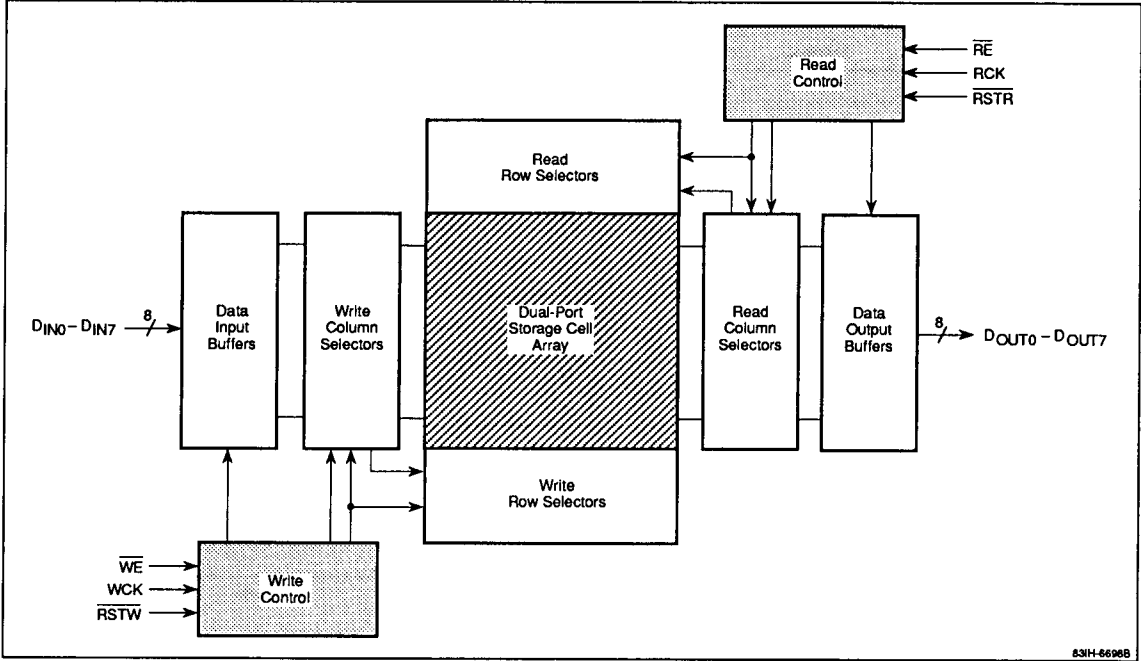 Read
Control
RE
RCK
RSTR
Read
Row Selectors
DIN0 – DIN7
8
Data
Input
Buffers
Write
Column
Selectors
Dual-Port
Storage Cell
Array
Read
Column
Selectors
Data
Output
Buffers
8
DOUT0 – DOUT7
Write
Row Selectors
WE
WCK
RSTW
Write
Control
83IH-6698B